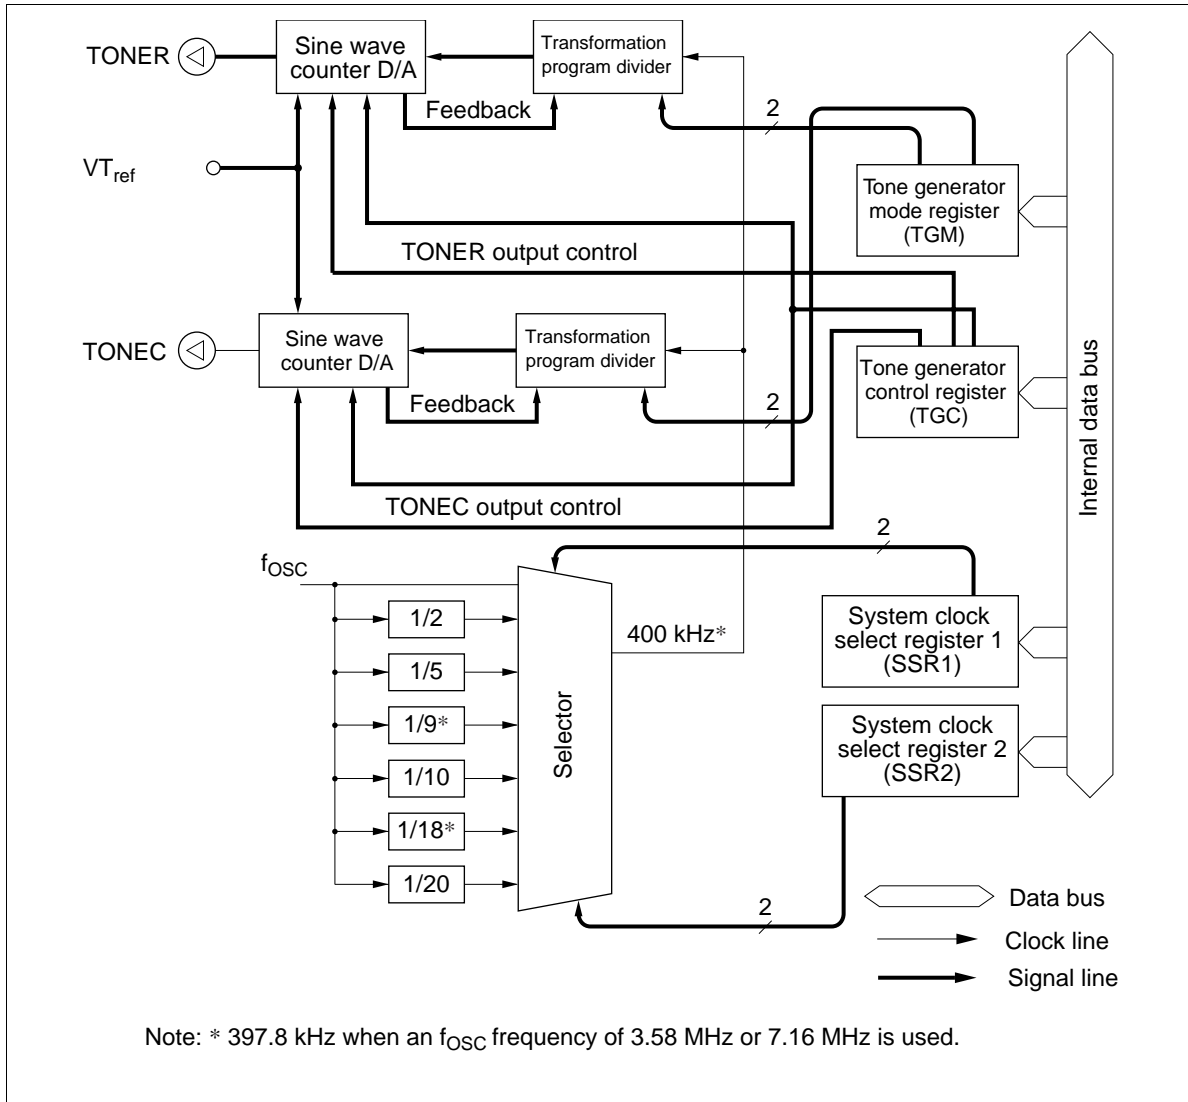 TONER
Sine wave
counter D/A
Transformation
program divider
Feedback
2
VTref
Tone generator
mode register
(TGM)
TONER output control
TONEC
Sine wave
counter D/A
Transformation
program divider
Feedback
2
Tone generator
control register
(TGC)
Internal data bus
TONEC output control
2
fOSC
1/2
1/5
1/9*
1/10
1/18*
1/20
Selector
400 kHz*
System clock
select register 1
(SSR1)
System clock
select register 2
(SSR2)
2
Data bus
Clock line
Signal line
Note: * 397.8 kHz when an fOSC frequency of 3.58 MHz or 7.16 MHz is used.